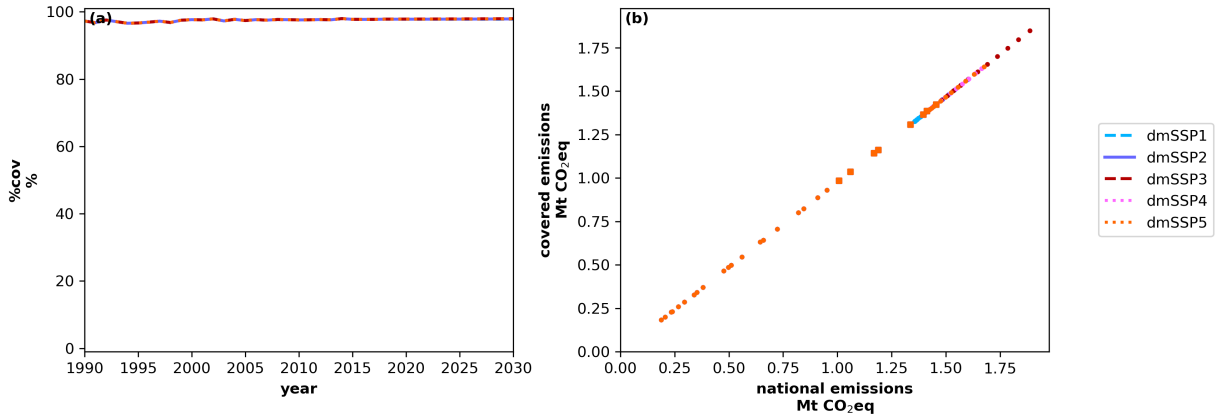 (a)
100
80
60
40
20
0
1990 1995 2000 2005 2010 2015 2020 2025 2030
year
%cov
%
(b)
1.75
1.50
1.25
1.00
0.75
0.50
0.25
0.00
0.00 0.25 0.50 0.75 1.00 1.25 1.50 1.75
national emissions
Mt CO₂eq
covered emissions
Mt CO₂eq
dmSSP1
dmSSP2
dmSSP3
dmSSP4
dmSSP5